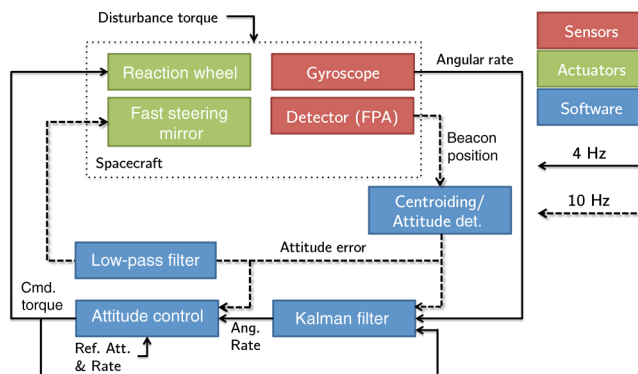 Disturbance torque
Sensors
Actuators
Software
Reaction wheel
Gyroscope
Angular rate
Fast steering
mirror
Detector (FPA)
Spacecraft
Beacon
position
4 Hz
10 Hz
Centroiding/
Attitude det.
Attitude error
Low-pass filter
Cmd.
torque
Attitude control
Ang.
Rate
Kalman filter
Ref. Att.
& Rate